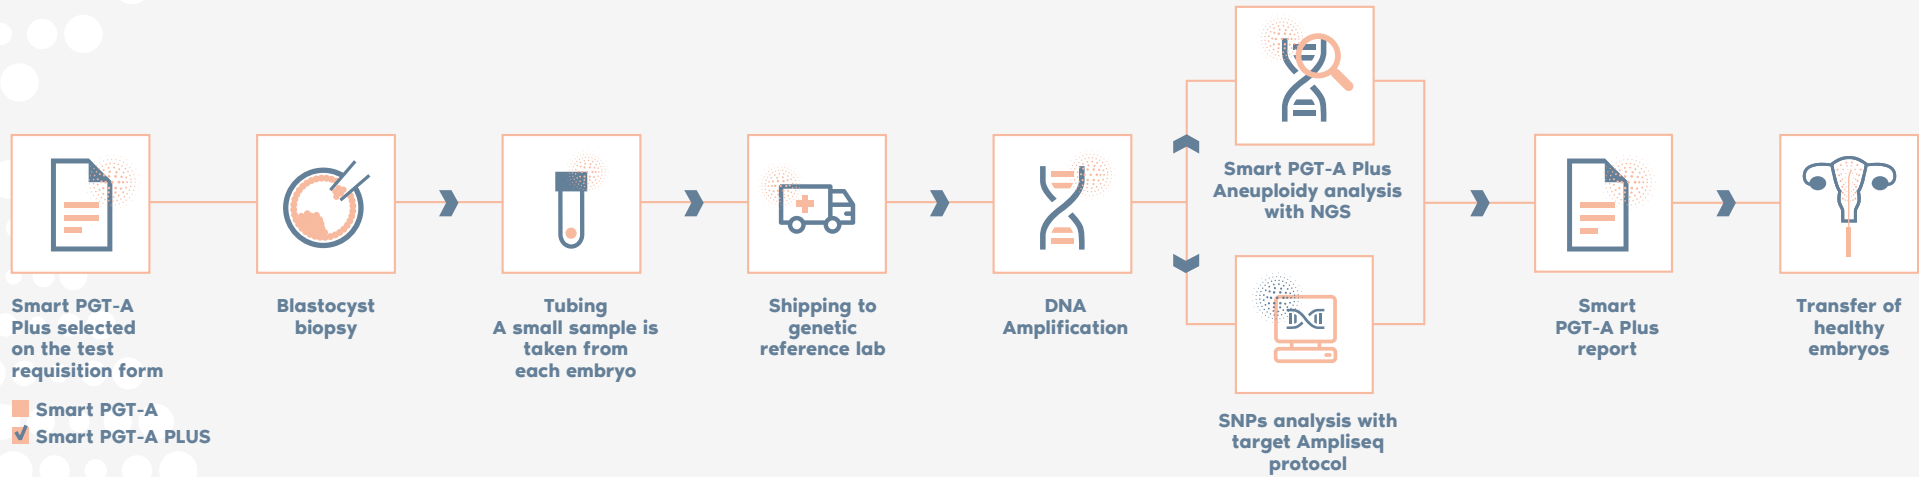 Smart PGT-A
Plus selected
on the test
requisition form
Smart PGT-A
Smart PGT-A PLUS
Blastocyst
biopsy
Tubing
A small sample is
taken from
each embryo
Shipping to
genetic
reference lab
DNA
Amplification
Smart PGT-A Plus
Aneuploidy analysis
with NGS
SNPs analysis with
target Ampliseq
protocol
Smart
PGT-A Plus
report
Transfer of
healthy
embryos